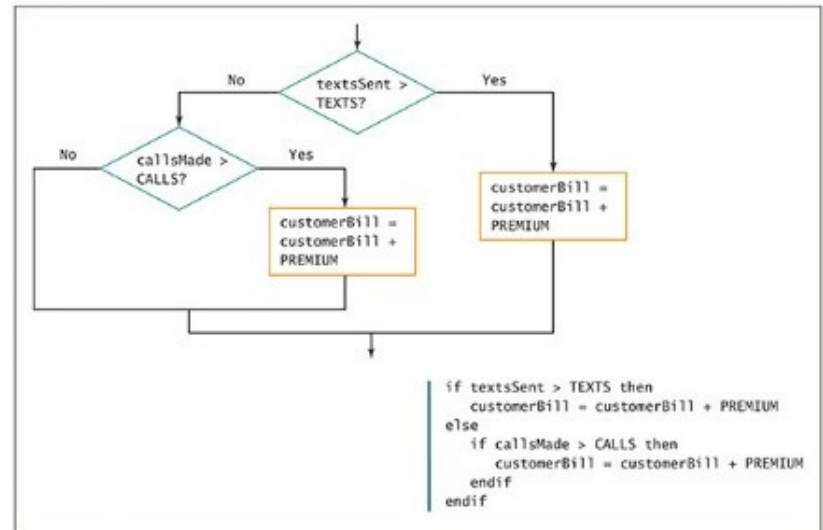 textsSent >
TEXTS?
No
Yes
callsMade >
CALLS?
No
Yes
customerBill =
customerBill +
PREMIUM
customerBill =
customerBill +
PREMIUM
if textsSent > TEXTS then
   customerBill = customerBill + PREMIUM
else
   if callsMade > CALLS then
      customerBill = customerBill + PREMIUM
   endif
endif